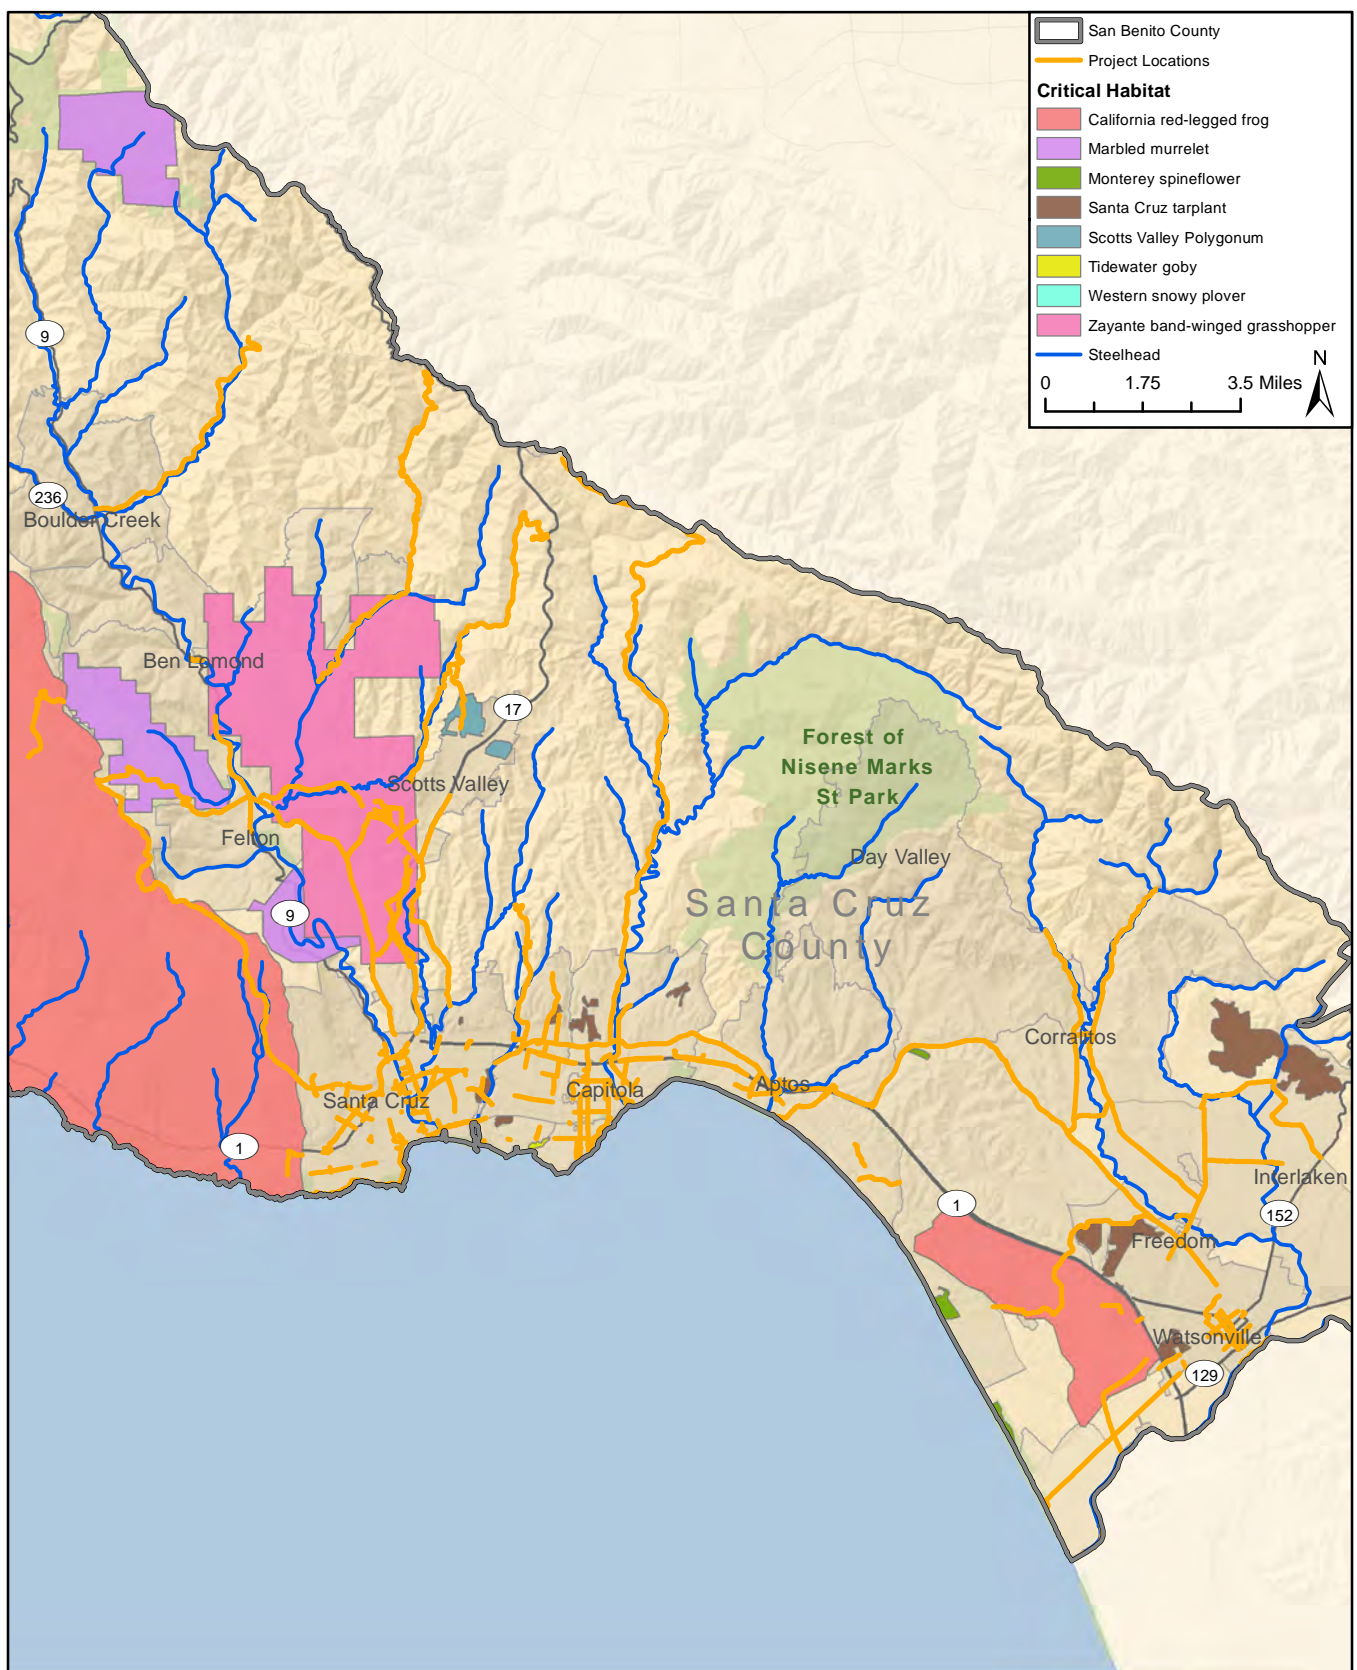 San Benito County
Project Locations
Critical Habitat
California red-legged frog
Marbled murrelet
Monterey spineflower
Santa Cruz tarplant
Scotts Valley Polygonum
Tidewater goby
Western snowy plover
Zayante band-winged grasshopper
Steelhead
N
0 1.75 3.5 Miles
9
236
Boulder Creek
Ben Lomond
17
Forest of
Nisene Marks
St Park
Scotts Valley
Felton
Day Valley
Santa Cruz
County
9
Corralitos
Aptos
Capitola
Santa Cruz
1
Interlaken
1
152
Freedom
Watsonville
129